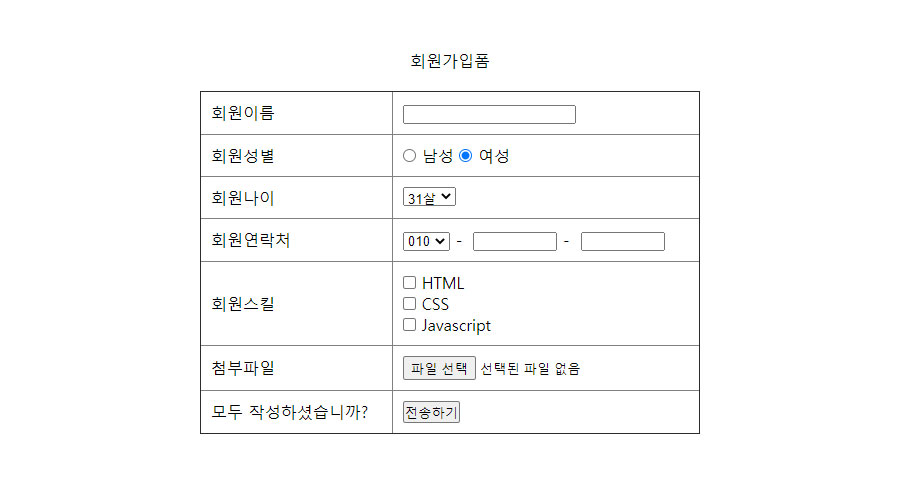 회원가입폼
회원이름
회원성별 남성 여성
회원나이 31살
회원연락처 010 - -
회원스킬
HTML
CSS
Javascript
첨부파일 파일 선택 선택된 파일 없음
모두 작성하셨습니까? 전송하기